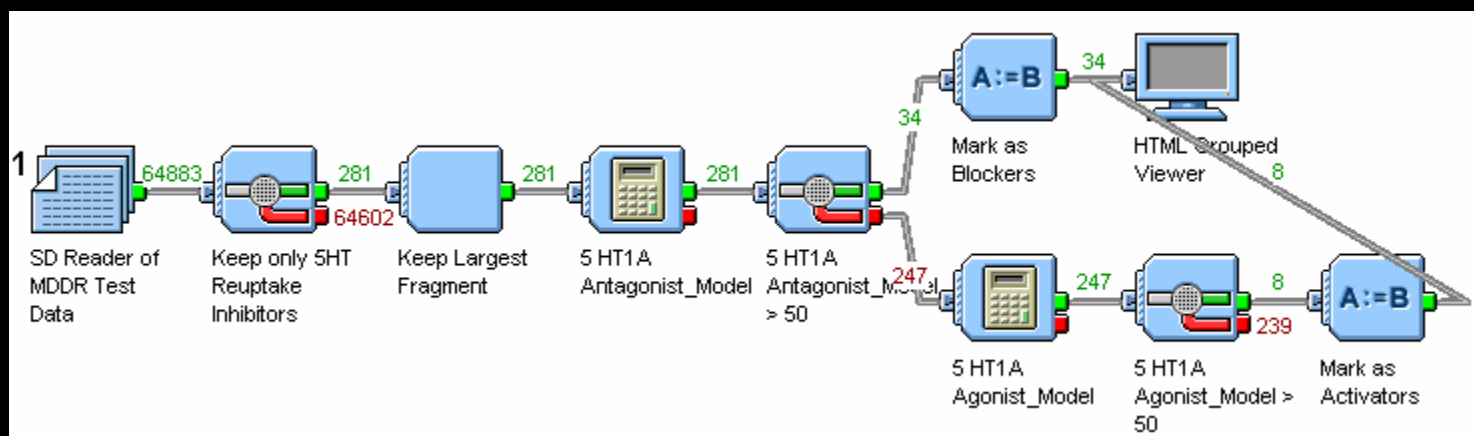 1
64883
281
64602
281
281
34
247
34
8
247
8
239
SD Reader of
MDDR Test
Data
Keep only 5HT
Reuptake
Inhibitors
Keep Largest
Fragment
5 HT1A
Antagonist_Model
5 HT1A
Antagonist_Model
> 50
A:=B
Mark as
Blockers
HTML Grouped
Viewer
5 HT1A
Agonist_Model
5 HT1A
Agonist_Model >
50
A:=B
Mark as
Activators